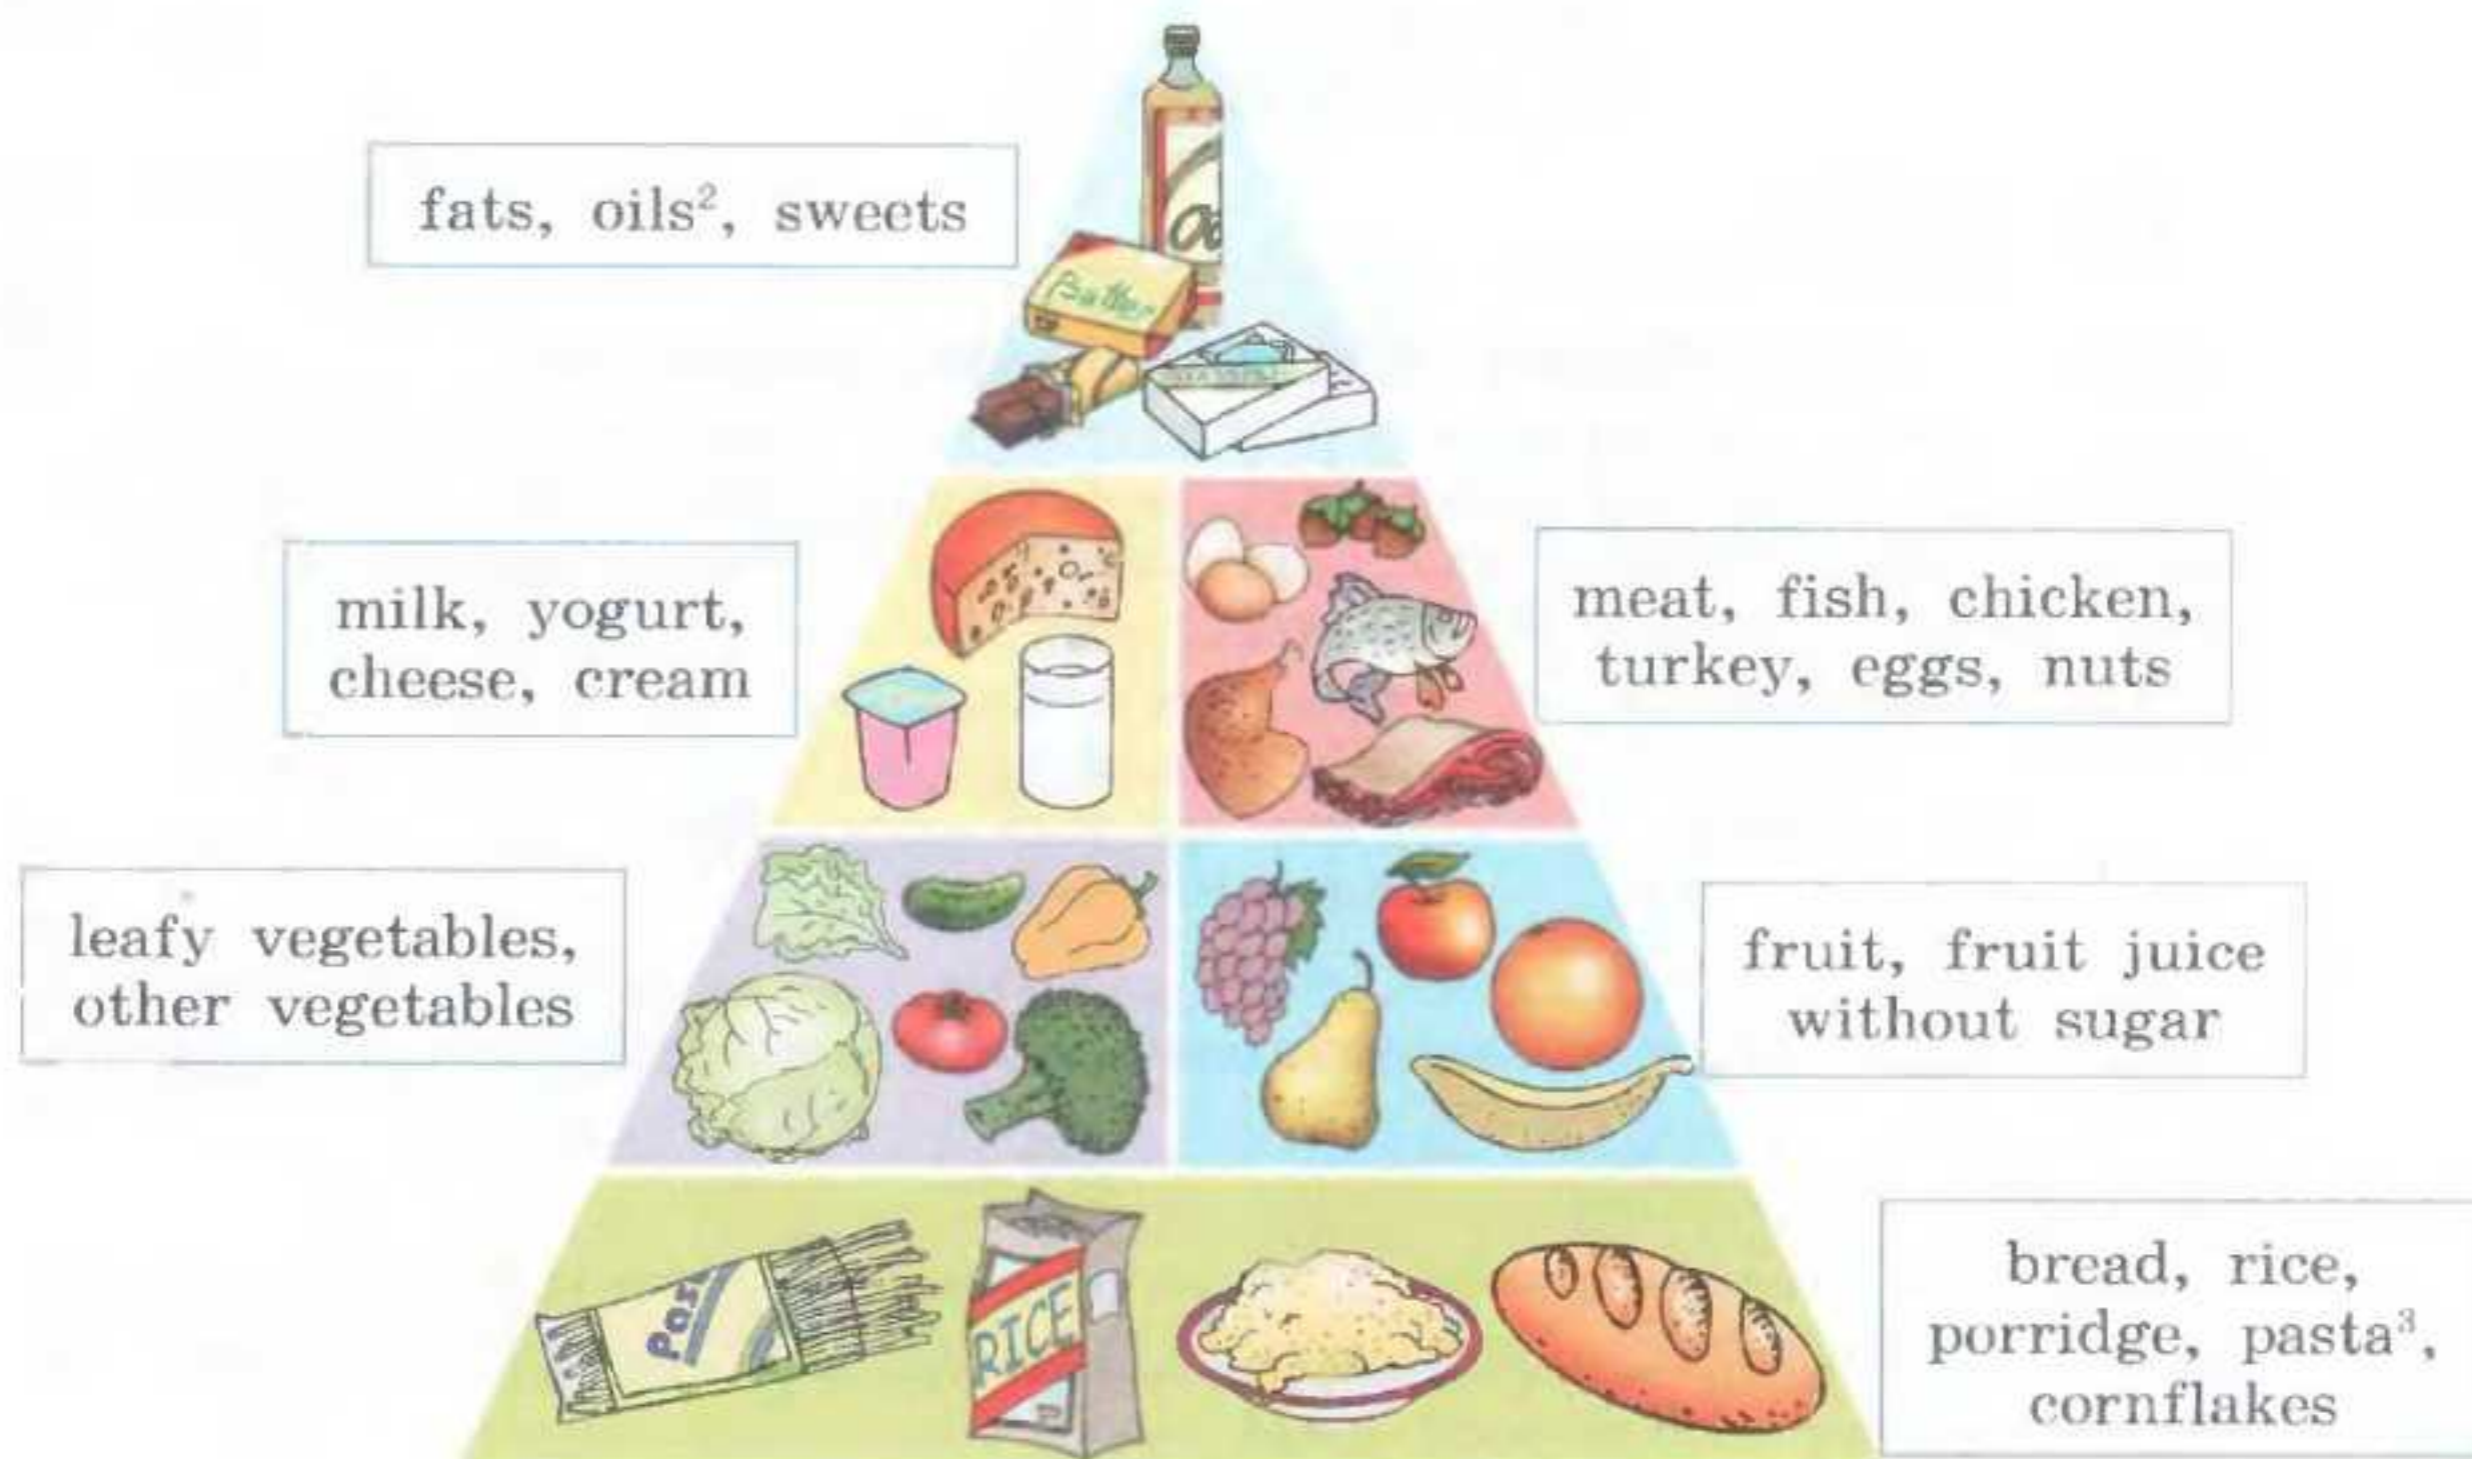 fats, oils², sweets
Butter
milk, yogurt,
cheese, cream
meat, fish, chicken,
turkey, eggs, nuts
leafy vegetables,
other vegetables
fruit, fruit juice
without sugar
RICE
bread, rice,
porridge, pasta³,
cornflakes